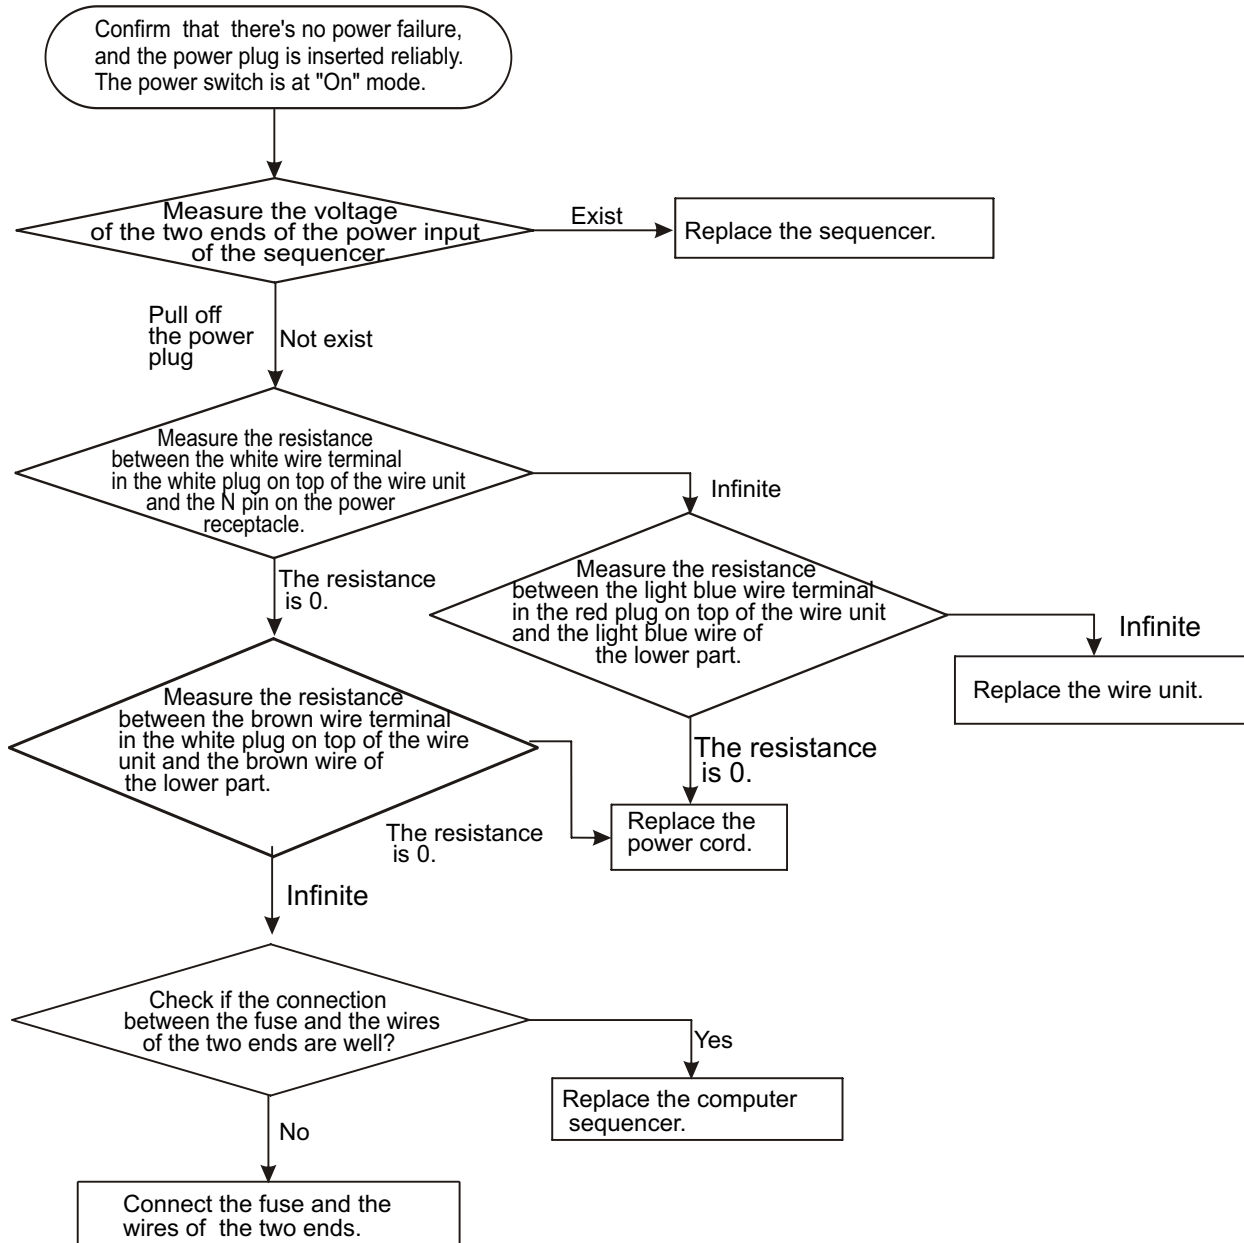 Confirm that there's no power failure,
and the power plug is inserted reliably.
The power switch is at "On" mode.
Measure the voltage
of the two ends of the power input
of the sequencer
Exist
Replace the sequencer.
Pull off
the power
plug
Not exist
Measure the resistance
between the white wire terminal
in the white plug on top of the wire unit
and the N pin on the power
receptacle.
Infinite
The resistance
is 0.
Measure the resistance
between the light blue wire terminal
in the red plug on top of the wire unit
and the light blue wire of
the lower part.
Infinite
Replace the wire unit.
Measure the resistance
between the brown wire terminal
in the white plug on top of the wire
unit and the brown wire of
the lower part.
The resistance
is 0.
The resistance
is 0.
Replace the
power cord.
Infinite
Check if the connection
between the fuse and the wires
of the two ends are well?
Yes
Replace the computer
sequencer.
No
Connect the fuse and the
wires of the two ends.